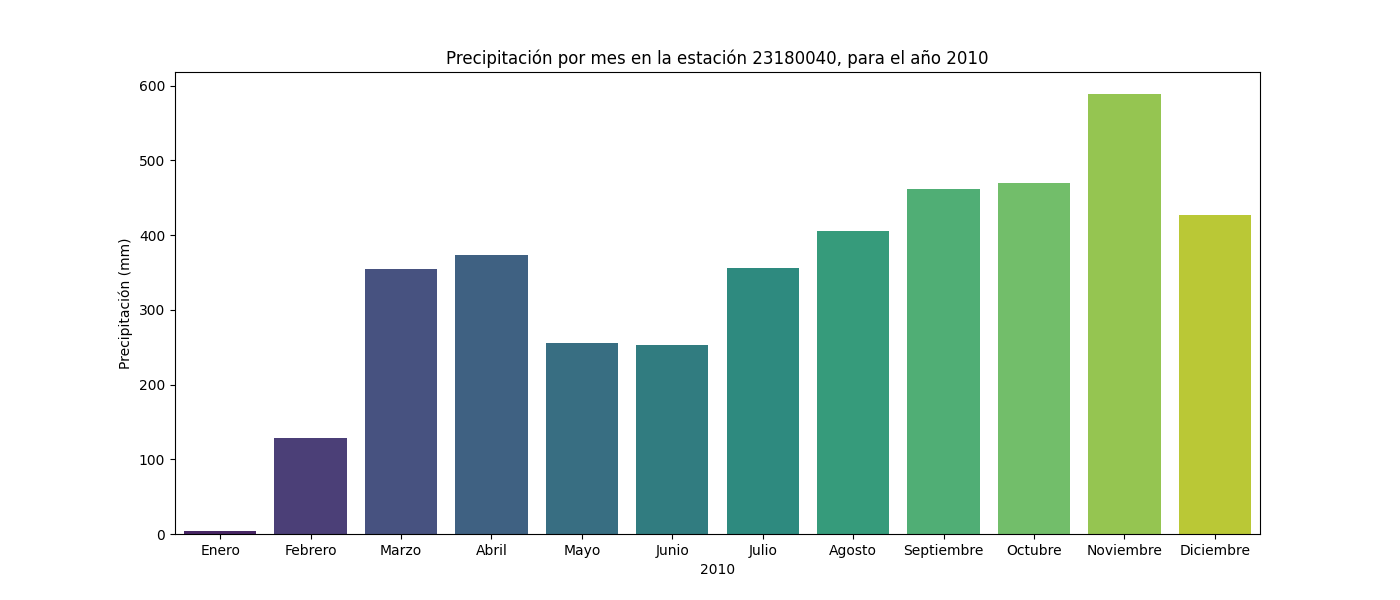 Precipitación por mes en la estación 23180040, para el año 2010
600
500
400
300
200
100
0
Precipitación (mm)
Enero Febrero Marzo Abril Mayo Junio Julio Agosto Septiembre Octubre Noviembre Diciembre
2010